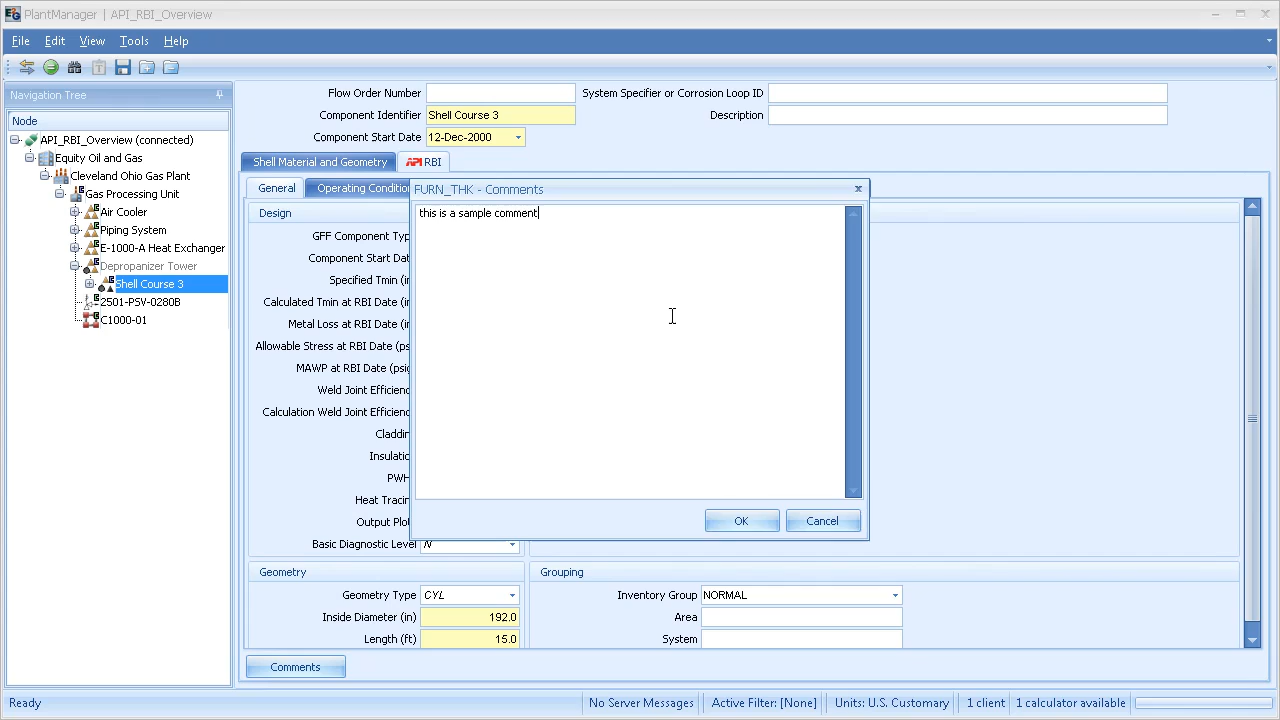 PlantManager | API_RBI_Overview
File Edit View Tools Help
Navigation Tree
Node
API_RBI_Overview (connected)
Equity Oil and Gas
Cleveland Ohio Gas Plant
Gas Processing Unit
Air Cooler
Piping System
E-1000-A Heat Exchanger
Depropanizer Tower
Shell Course 3
2501-PSV-0280B
C1000-01
Flow Order Number System Specifier or Corrosion Loop ID
Component Identifier Shell Course 3 Description
Component Start Date 12-Dec-2000
Shell Material and Geometry API RBI
General Operating Conditio
FURN_THK - Comments
this is a sample comment
OK Cancel
Design
GFF Component Typ
Component Start Dat
Specified Tmin (in
Calculated Tmin at RBI Date (in
Metal Loss at RBI Date (in
Allowable Stress at RBI Date (ps
MAWP at RBI Date (psig
Weld Joint Efficienc
Calculation Weld Joint Efficienc
Claddin
Insulatio
PWH
Heat Tracin
Output Plo
Basic Diagnostic Level N
Geometry
Geometry Type CYL
Inside Diameter (in) 192.0
Length (ft) 15.0
Grouping
Inventory Group NORMAL
Area
System
Comments
Ready No Server Messages Active Filter: [None] Units: U.S. Customary 1 client 1 calculator available